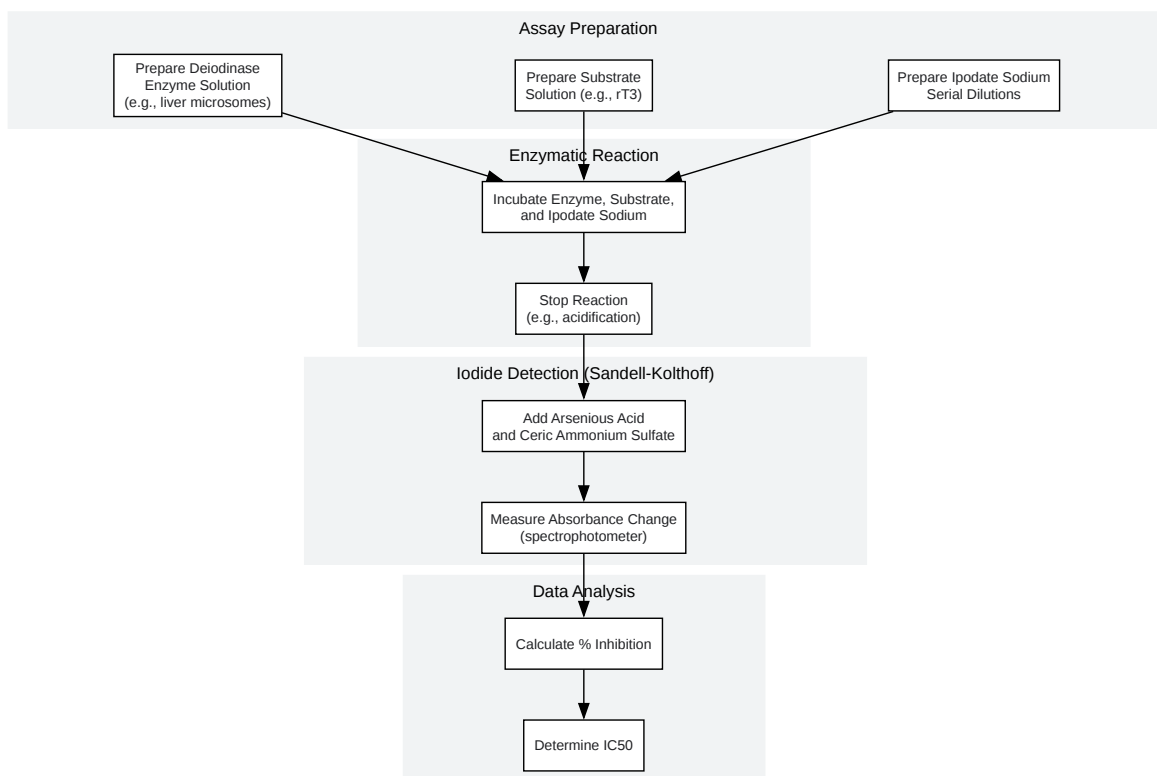 Assay Preparation
Prepare Deiodinase
Enzyme Solution
(e.g., liver microsomes)
Prepare Substrate
Solution (e.g., rT3)
Prepare Ipodate Sodium
Serial Dilutions
Enzymatic Reaction
Incubate Enzyme, Substrate,
and Ipodate Sodium
Stop Reaction
(e.g., acidification)
Iodide Detection (Sandell-Kolthoff)
Add Arsenious Acid
and Ceric Ammonium Sulfate
Measure Absorbance Change
(spectrophotometer)
Data Analysis
Calculate % Inhibition
Determine IC50